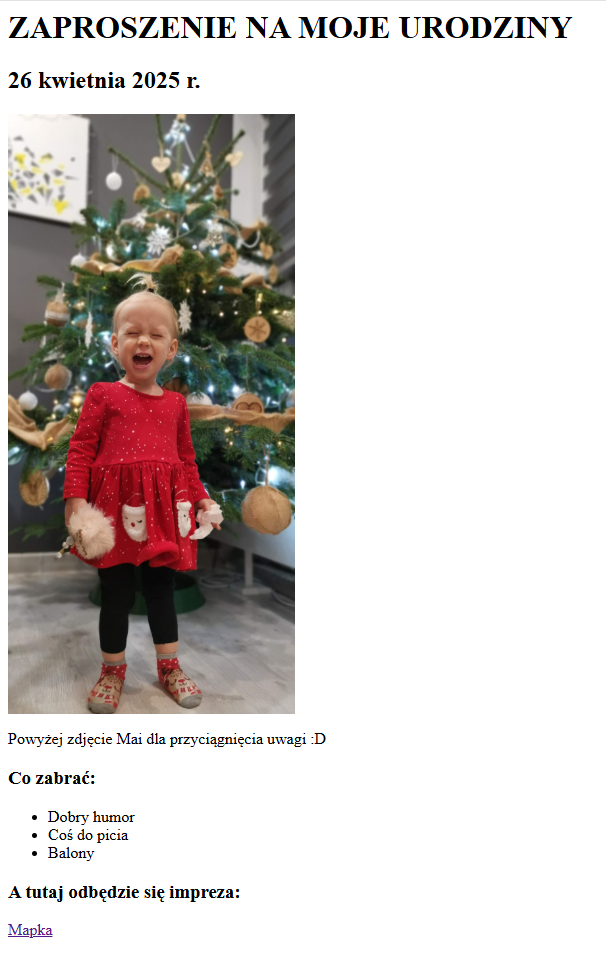 ZAPROSZENIE NA MOJE URODZINY
26 kwietnia 2025 r.
Powyżej zdjęcie Mai dla przyciągnięcia uwagi :D
Co zabrać:
Dobry humor
Coś do picia
Balony
A tutaj odbędzie się impreza:
Mapka